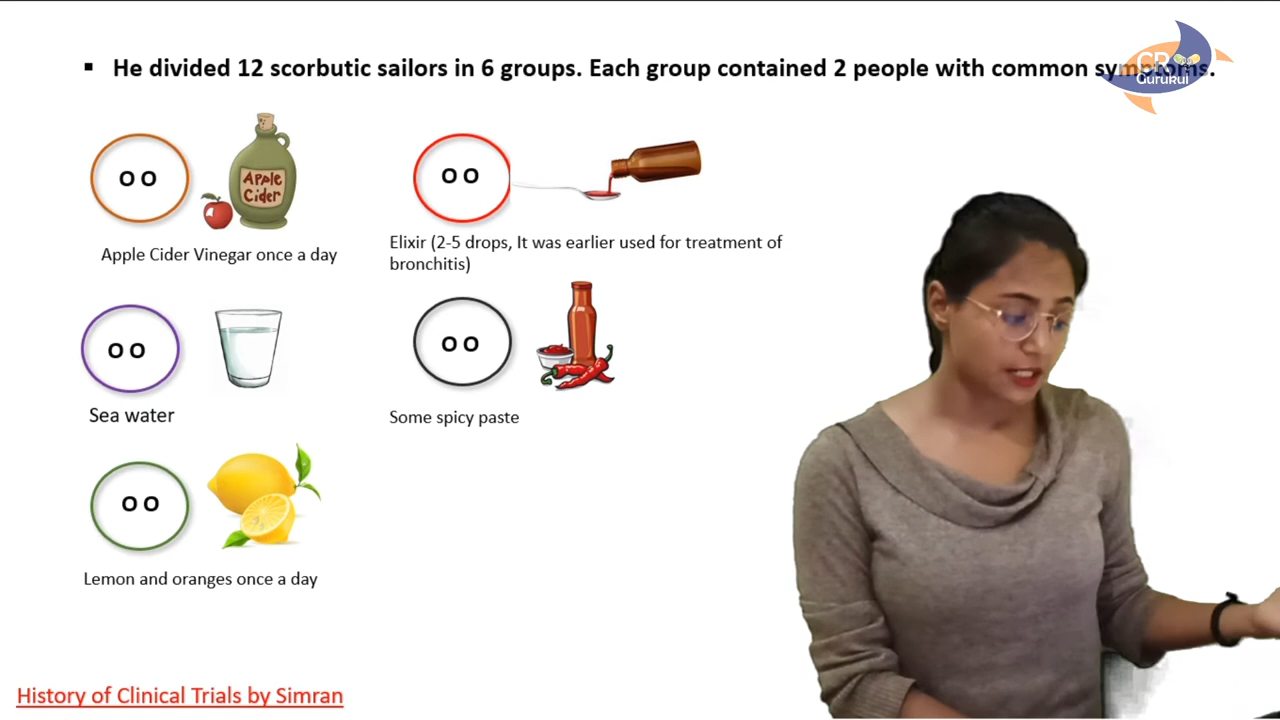 ▪ He divided 12 scorbutic sailors in 6 groups. Each group contained 2 people with common symptoms.
CR
Gurukul
o o
Apple
Cider
Apple Cider Vinegar once a day
o o
Elixir (2-5 drops, It was earlier used for treatment of
bronchitis)
o o
Sea water
o o
Some spicy paste
o o
Lemon and oranges once a day
History of Clinical Trials by Simran